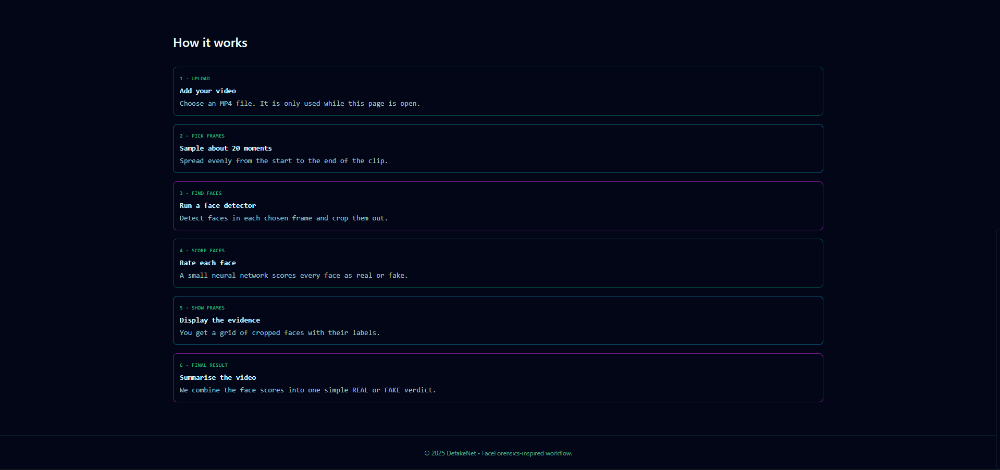 How it works
1 · UPLOAD
Add your video
Choose an MP4 file. It is only used while this page is open.
2 · PICK FRAMES
Sample about 20 moments
Spread evenly from the start to the end of the clip.
3 · FIND FACES
Run a face detector
Detect faces in each chosen frame and crop them out.
4 · SCORE FACES
Rate each face
A small neural network scores every face as real or fake.
5 · SHOW FRAMES
Display the evidence
You get a grid of cropped faces with their labels.
6 · FINAL RESULT
Summarise the video
We combine the face scores into one simple REAL or FAKE verdict.
© 2025 DefakeNet • FaceForensics-inspired workflow.